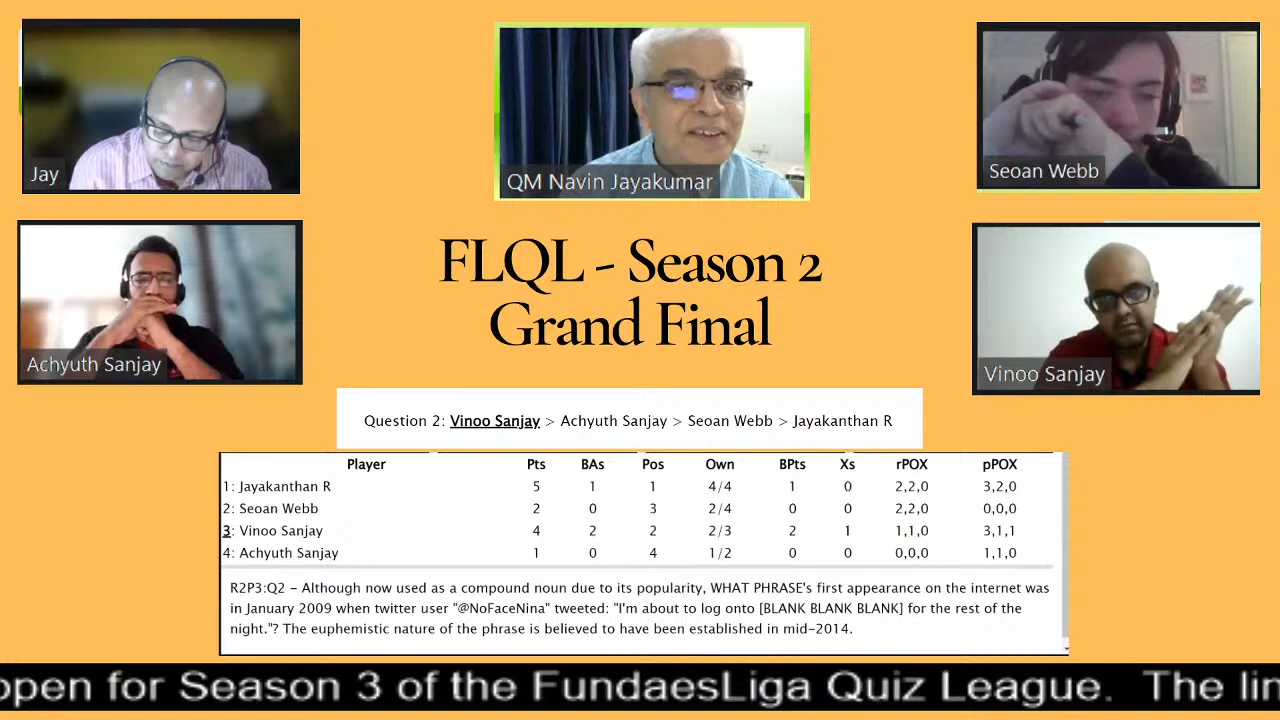 Jay
QM Navin Jayakumar
Seoan Webb
Achyuth Sanjay
Vinoo Sanjay
FLQL - Season 2
Grand Final
Question 2: Vinoo Sanjay > Achyuth Sanjay > Seoan Webb > Jayakanthan R
Player Pts BAs Pos Own BPts Xs rPOX pPOX
1: Jayakanthan R 5 1 1 4/4 1 0 2,2,0 3,2,0
2: Seoan Webb 2 0 3 2/4 0 0 2,2,0 0,0,0
3: Vinoo Sanjay 4 2 2 2/3 2 1 1,1,0 3,1,1
4: Achyuth Sanjay 1 0 4 1/2 0 0 0,0,0 1,1,0
R2P3:Q2 - Although now used as a compound noun due to its popularity, WHAT PHRASE's first appearance on the internet was
in January 2009 when twitter user "@NoFaceNina" tweeted: "I'm about to log onto [BLANK BLANK BLANK] for the rest of the
night."? The euphemistic nature of the phrase is believed to have been established in mid-2014.
open for Season 3 of the FundaesLiga Quiz League. The lin